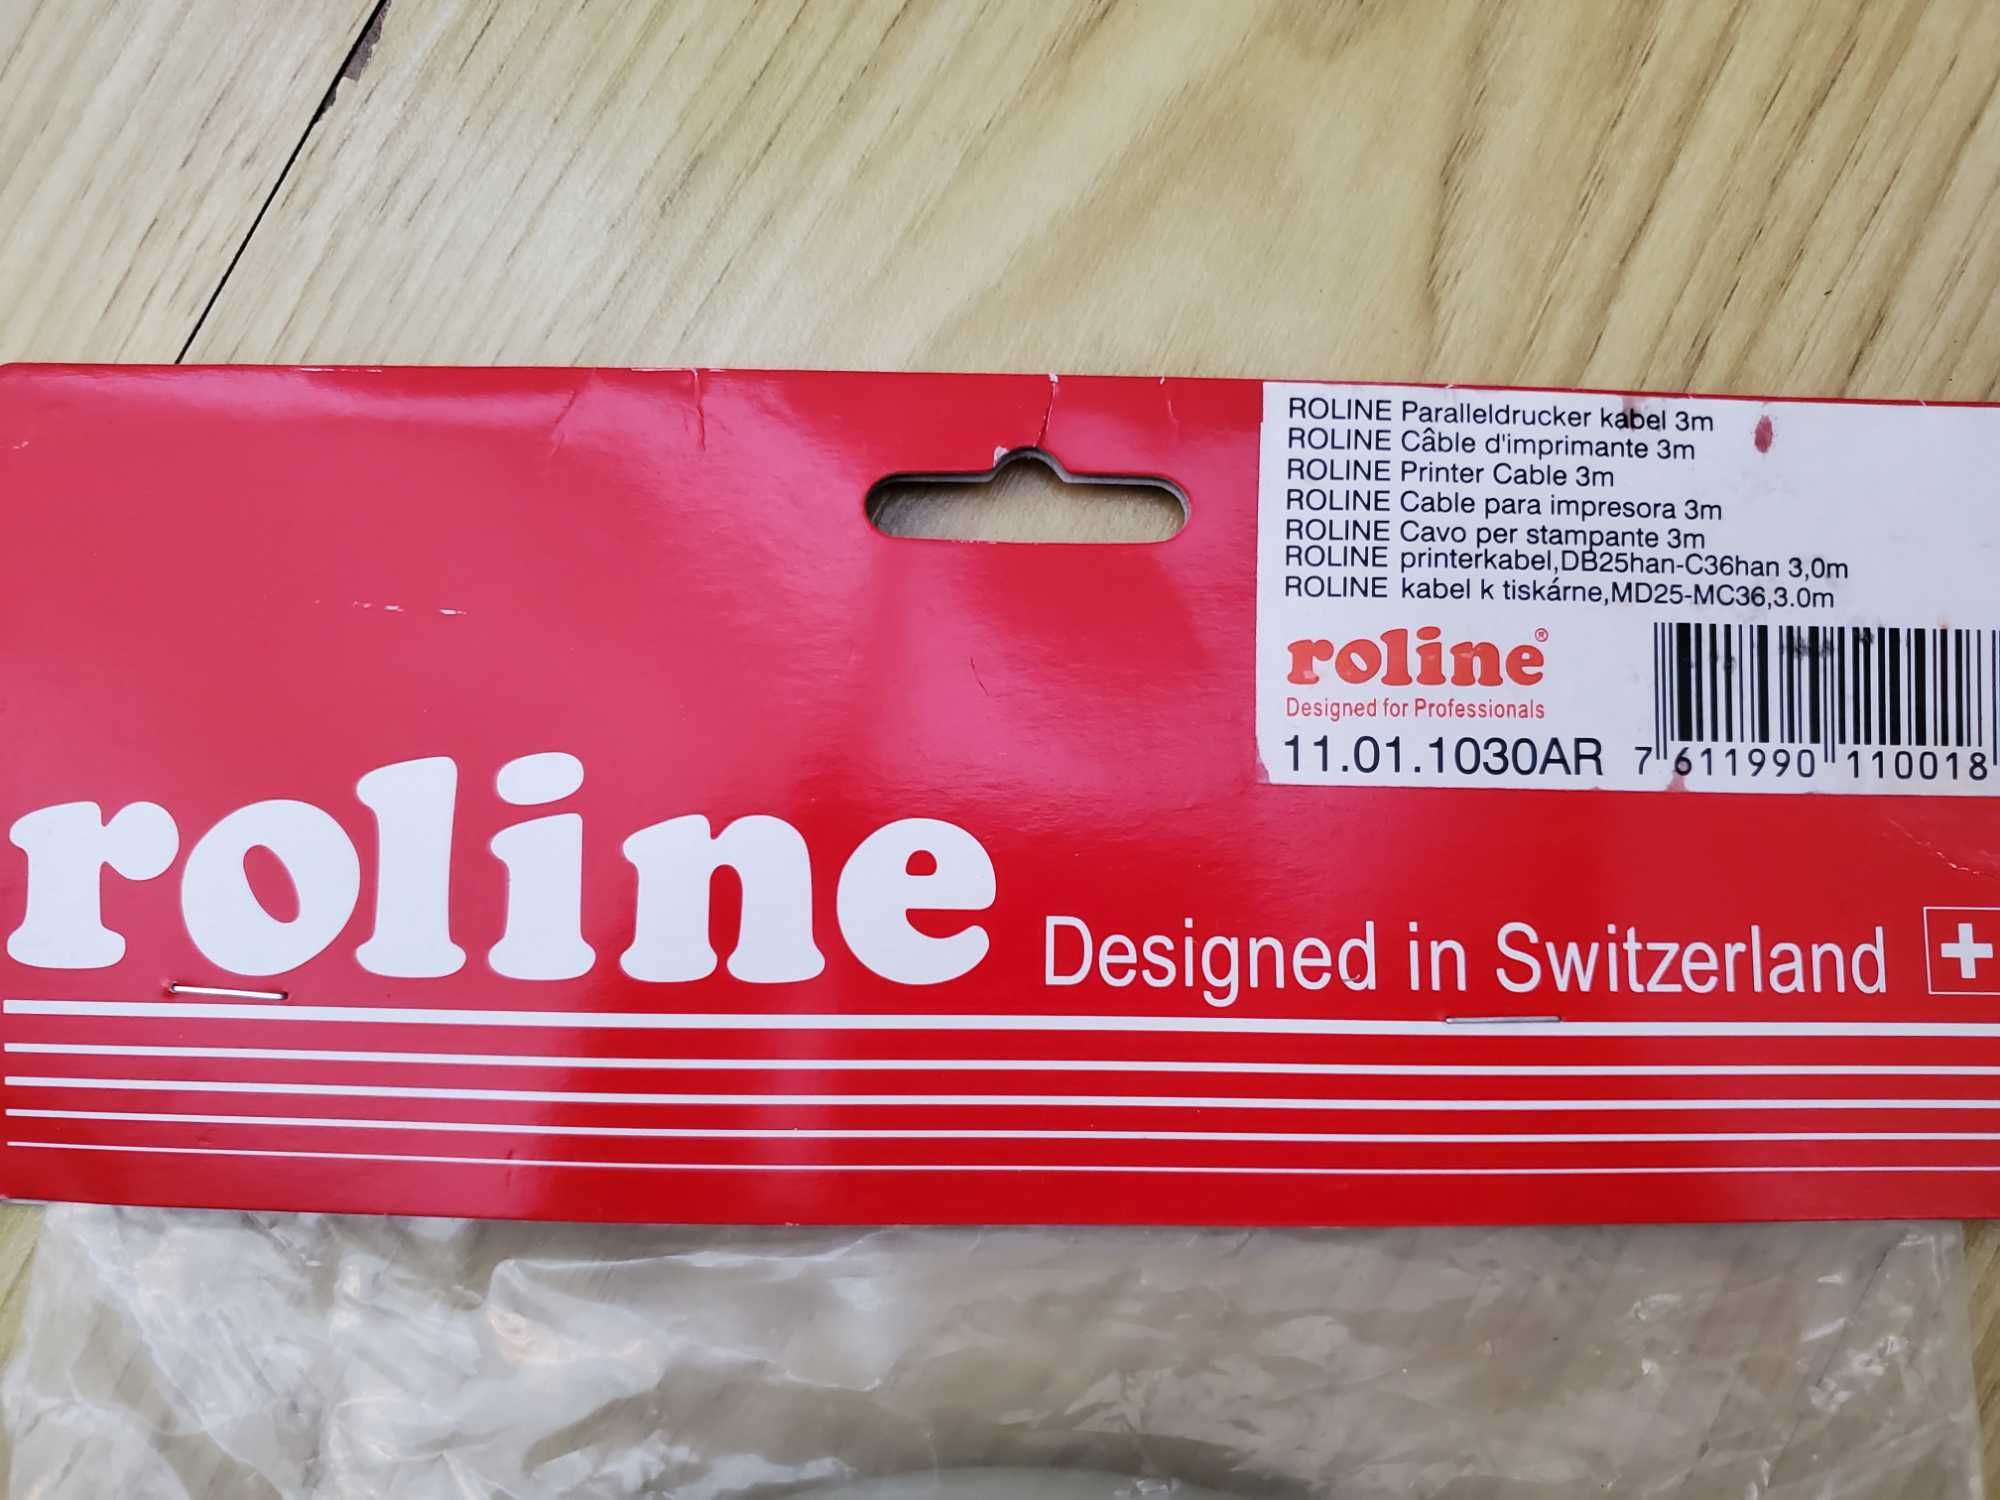 ROLINE Paralleldrucker kabel 3m
ROLINE Câble d'imprimante 3m
ROLINE Printer Cable 3m
ROLINE Cable para impresora 3m
ROLINE Cavo per stampante 3m
ROLINE printerkabel,DB25han-C36han 3,0m
ROLINE kabel k tiskárne,MD25-MC36,3.0m
roline®
Designed for Professionals
11.01.1030AR
7 611990 110018
roline Designed in Switzerland